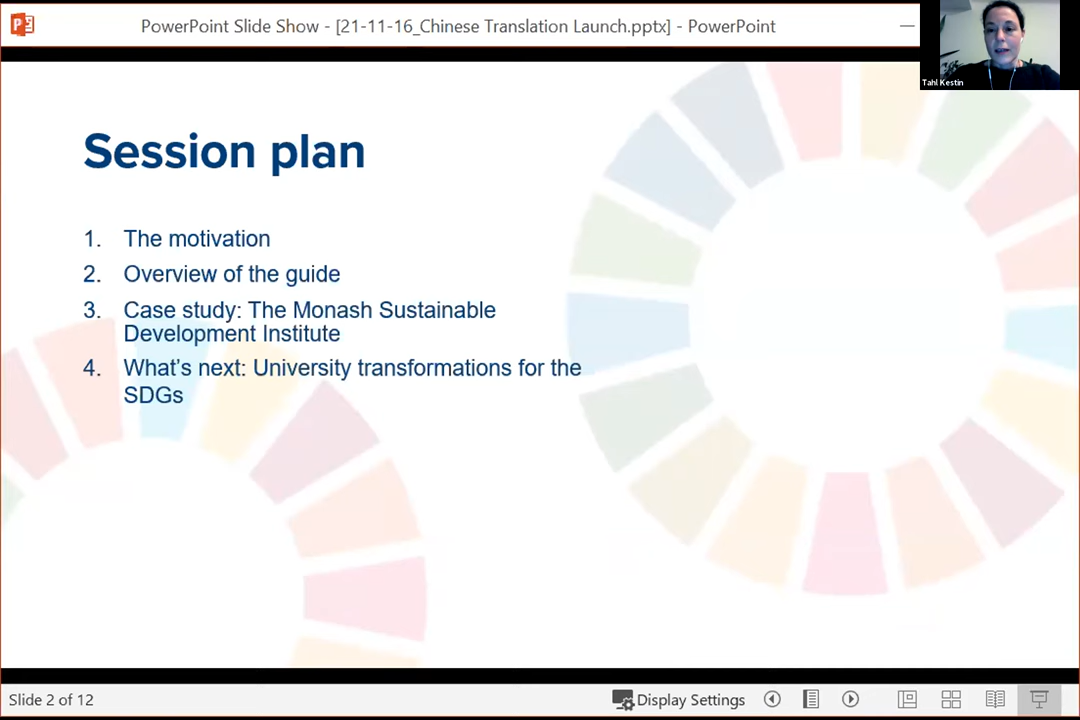 PowerPoint Slide Show - [21-11-16_Chinese Translation Launch.pptx] - PowerPoint
Tahl Kestin
Session plan
1. The motivation
2. Overview of the guide
3. Case study: The Monash Sustainable
Development Institute
4. What’s next: University transformations for the
SDGs
Slide 2 of 12
Display Settings